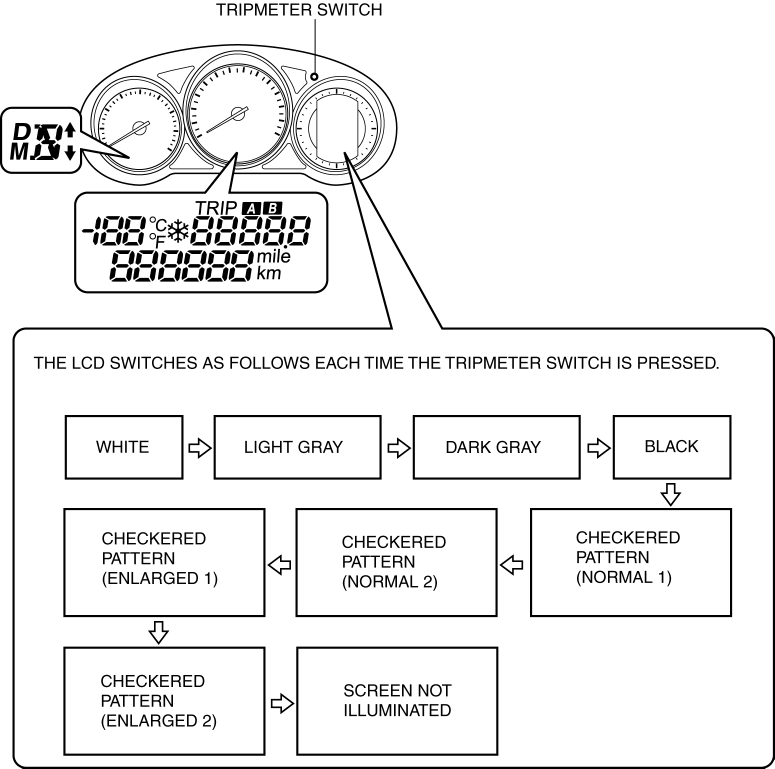 TRIPMETER SWITCH
D 8
M
TRIP A B
-188 °C 88888.8
°F
888888 mile
km
THE LCD SWITCHES AS FOLLOWS EACH TIME THE TRIPMETER SWITCH IS PRESSED.
WHITE
LIGHT GRAY
DARK GRAY
BLACK
CHECKERED
PATTERN
(ENLARGED 1)
CHECKERED
PATTERN
(NORMAL 2)
CHECKERED
PATTERN
(NORMAL 1)
CHECKERED
PATTERN
(ENLARGED 2)
SCREEN NOT
ILLUMINATED